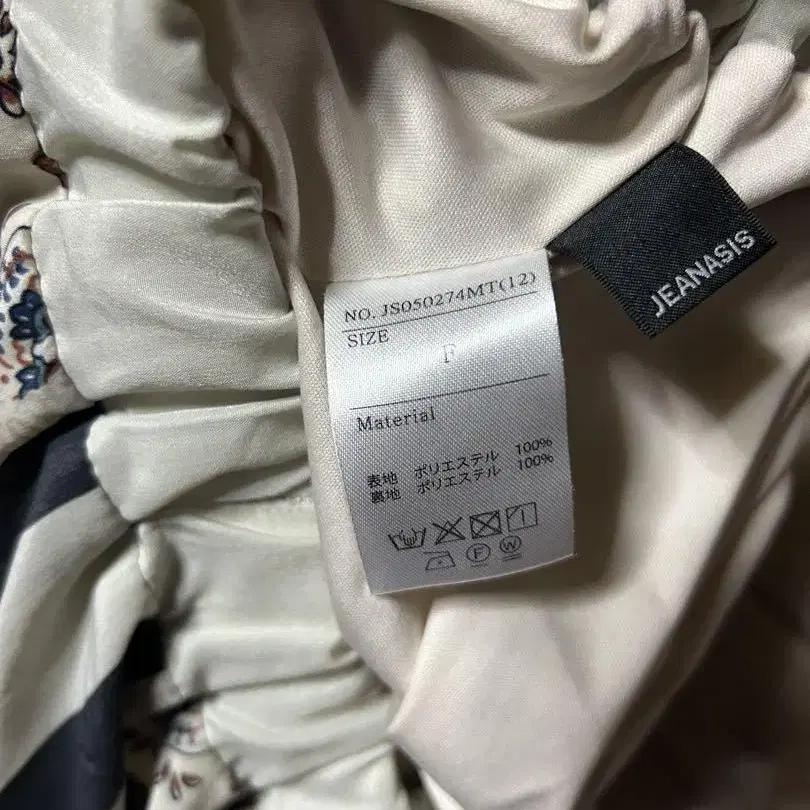 JEANASIS
NO. JS050274MT(12)
SIZE
F
Material
表地 ポリエステル 100%
裏地 ポリエステル 100%
F W